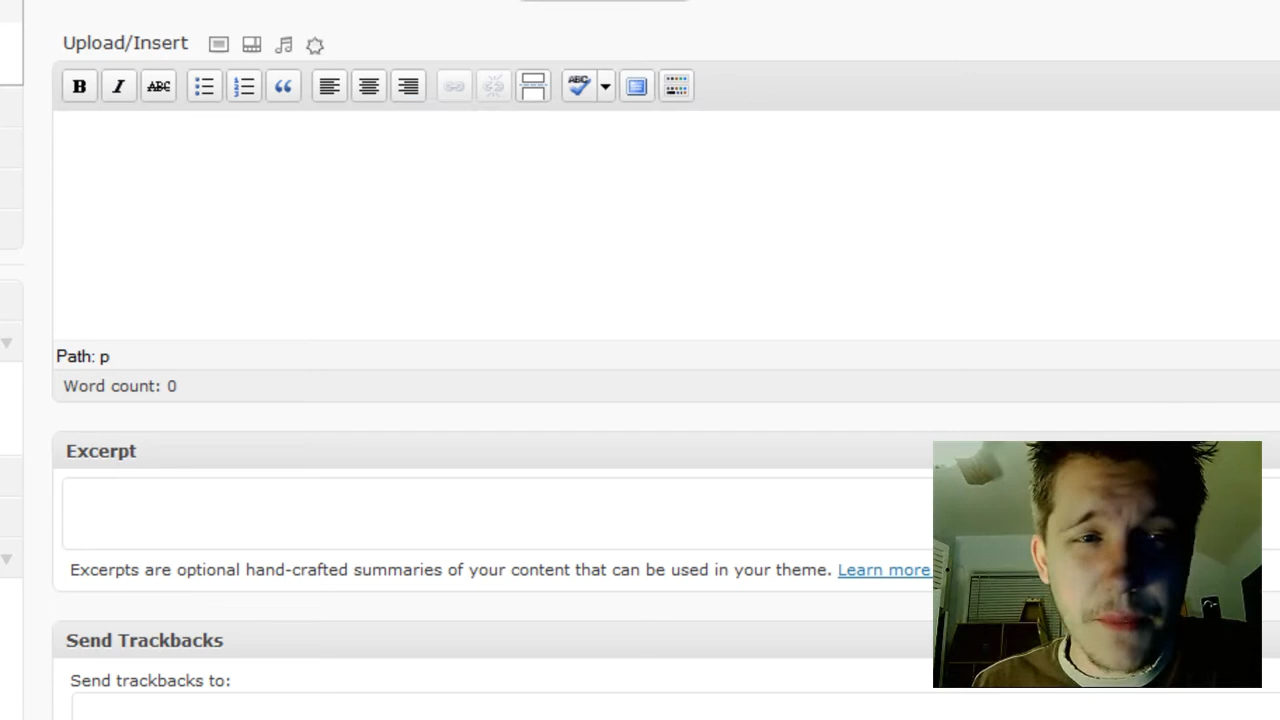 Upload/Insert
B I ABC “ ABC
Path: p
Word count: 0
Excerpt
Excerpts are optional hand-crafted summaries of your content that can be used in your theme. Learn more
Send Trackbacks
Send trackbacks to: